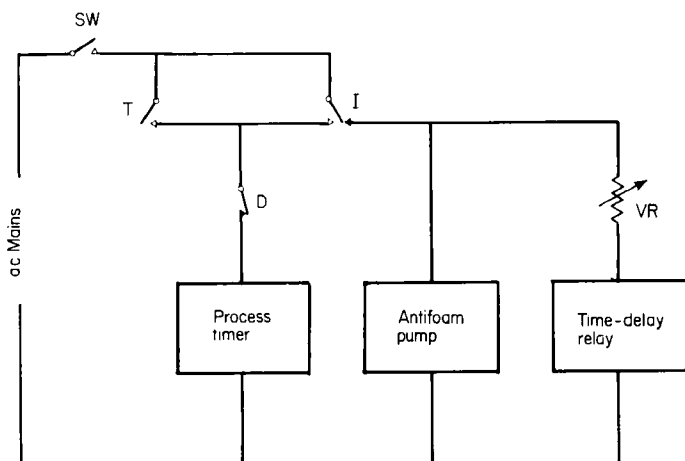 SW
T
I
D
VR
ac Mains
Process
timer
Antifoam
pump
Time-delay
relay